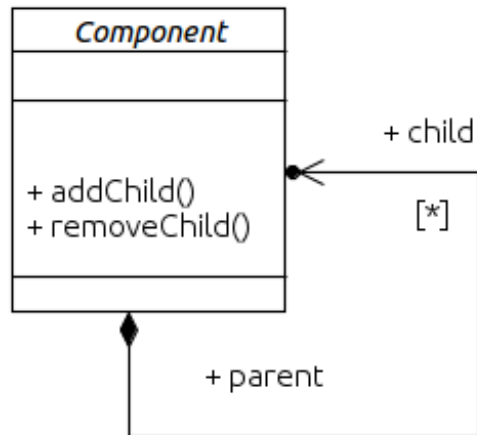 Component
+ child
+ addChild()
+ removeChild()
[*]
+ parent